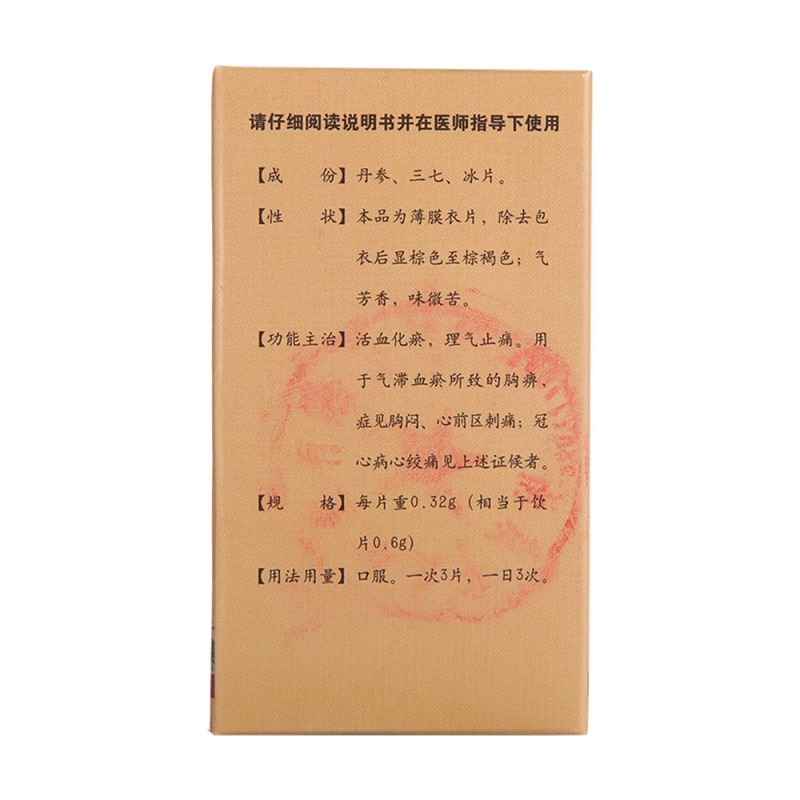 请仔细阅读说明书并在医师指导下使用
【成　份】丹参、三七、冰片。
【性　状】本品为薄膜衣片，除去包
衣后显棕色至棕褐色；气
芳香，味微苦。
【功能主治】活血化瘀，理气止痛。用
于气滞血瘀所致的胸痹，
症见胸闷、心前区刺痛；冠
心病心绞痛见上述证候者。
【规　格】每片重0.32g（相当于饮
片0.6g）
【用法用量】口服。一次3片，一日3次。